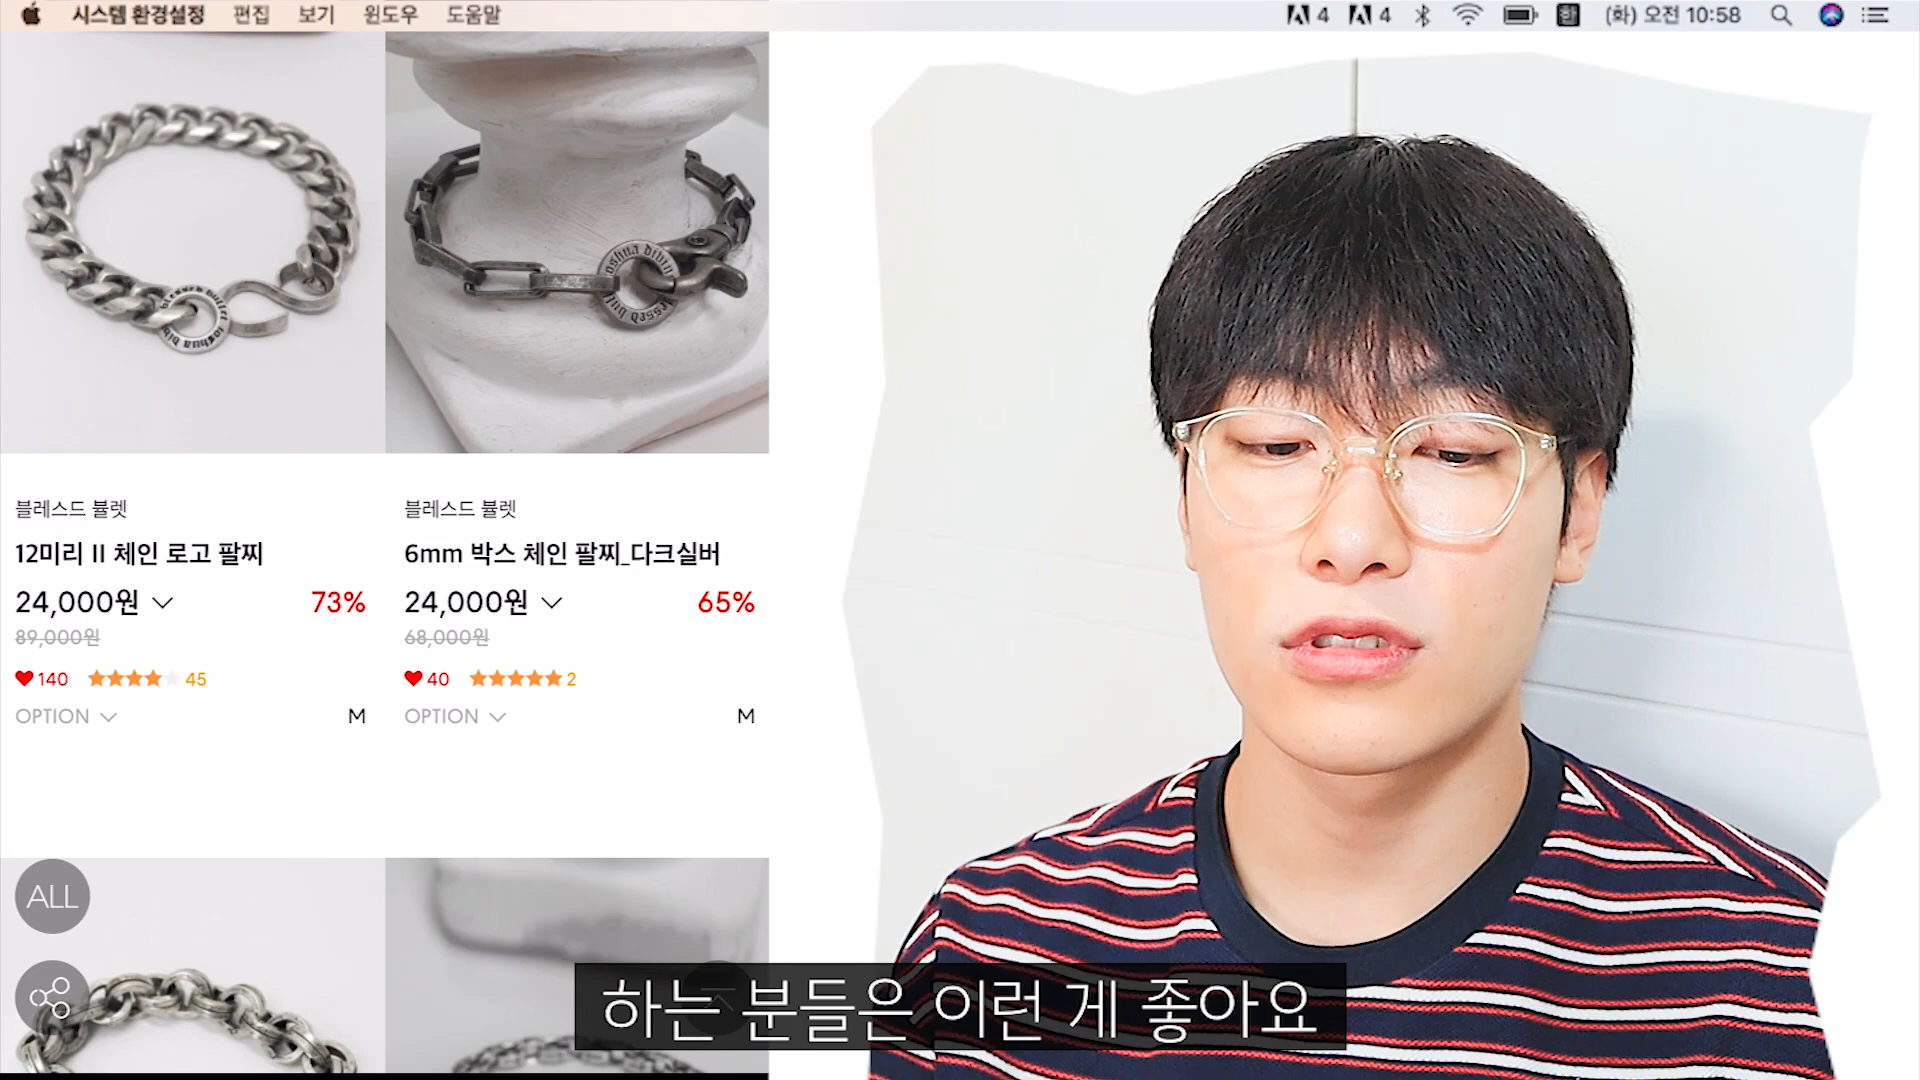 시스템 환경설정 편집 보기 윈도우 도움말
4 4 한 (화) 오전 10:58
블레스드 뷸렛
12미리 II 체인 로고 팔찌
24,000원 73%
89,000원
140 45
OPTION M
블레스드 뷸렛
6mm 박스 체인 팔찌_다크실버
24,000원 65%
68,000원
40 2
OPTION M
ALL
하는 분들은 이런 게 좋아요